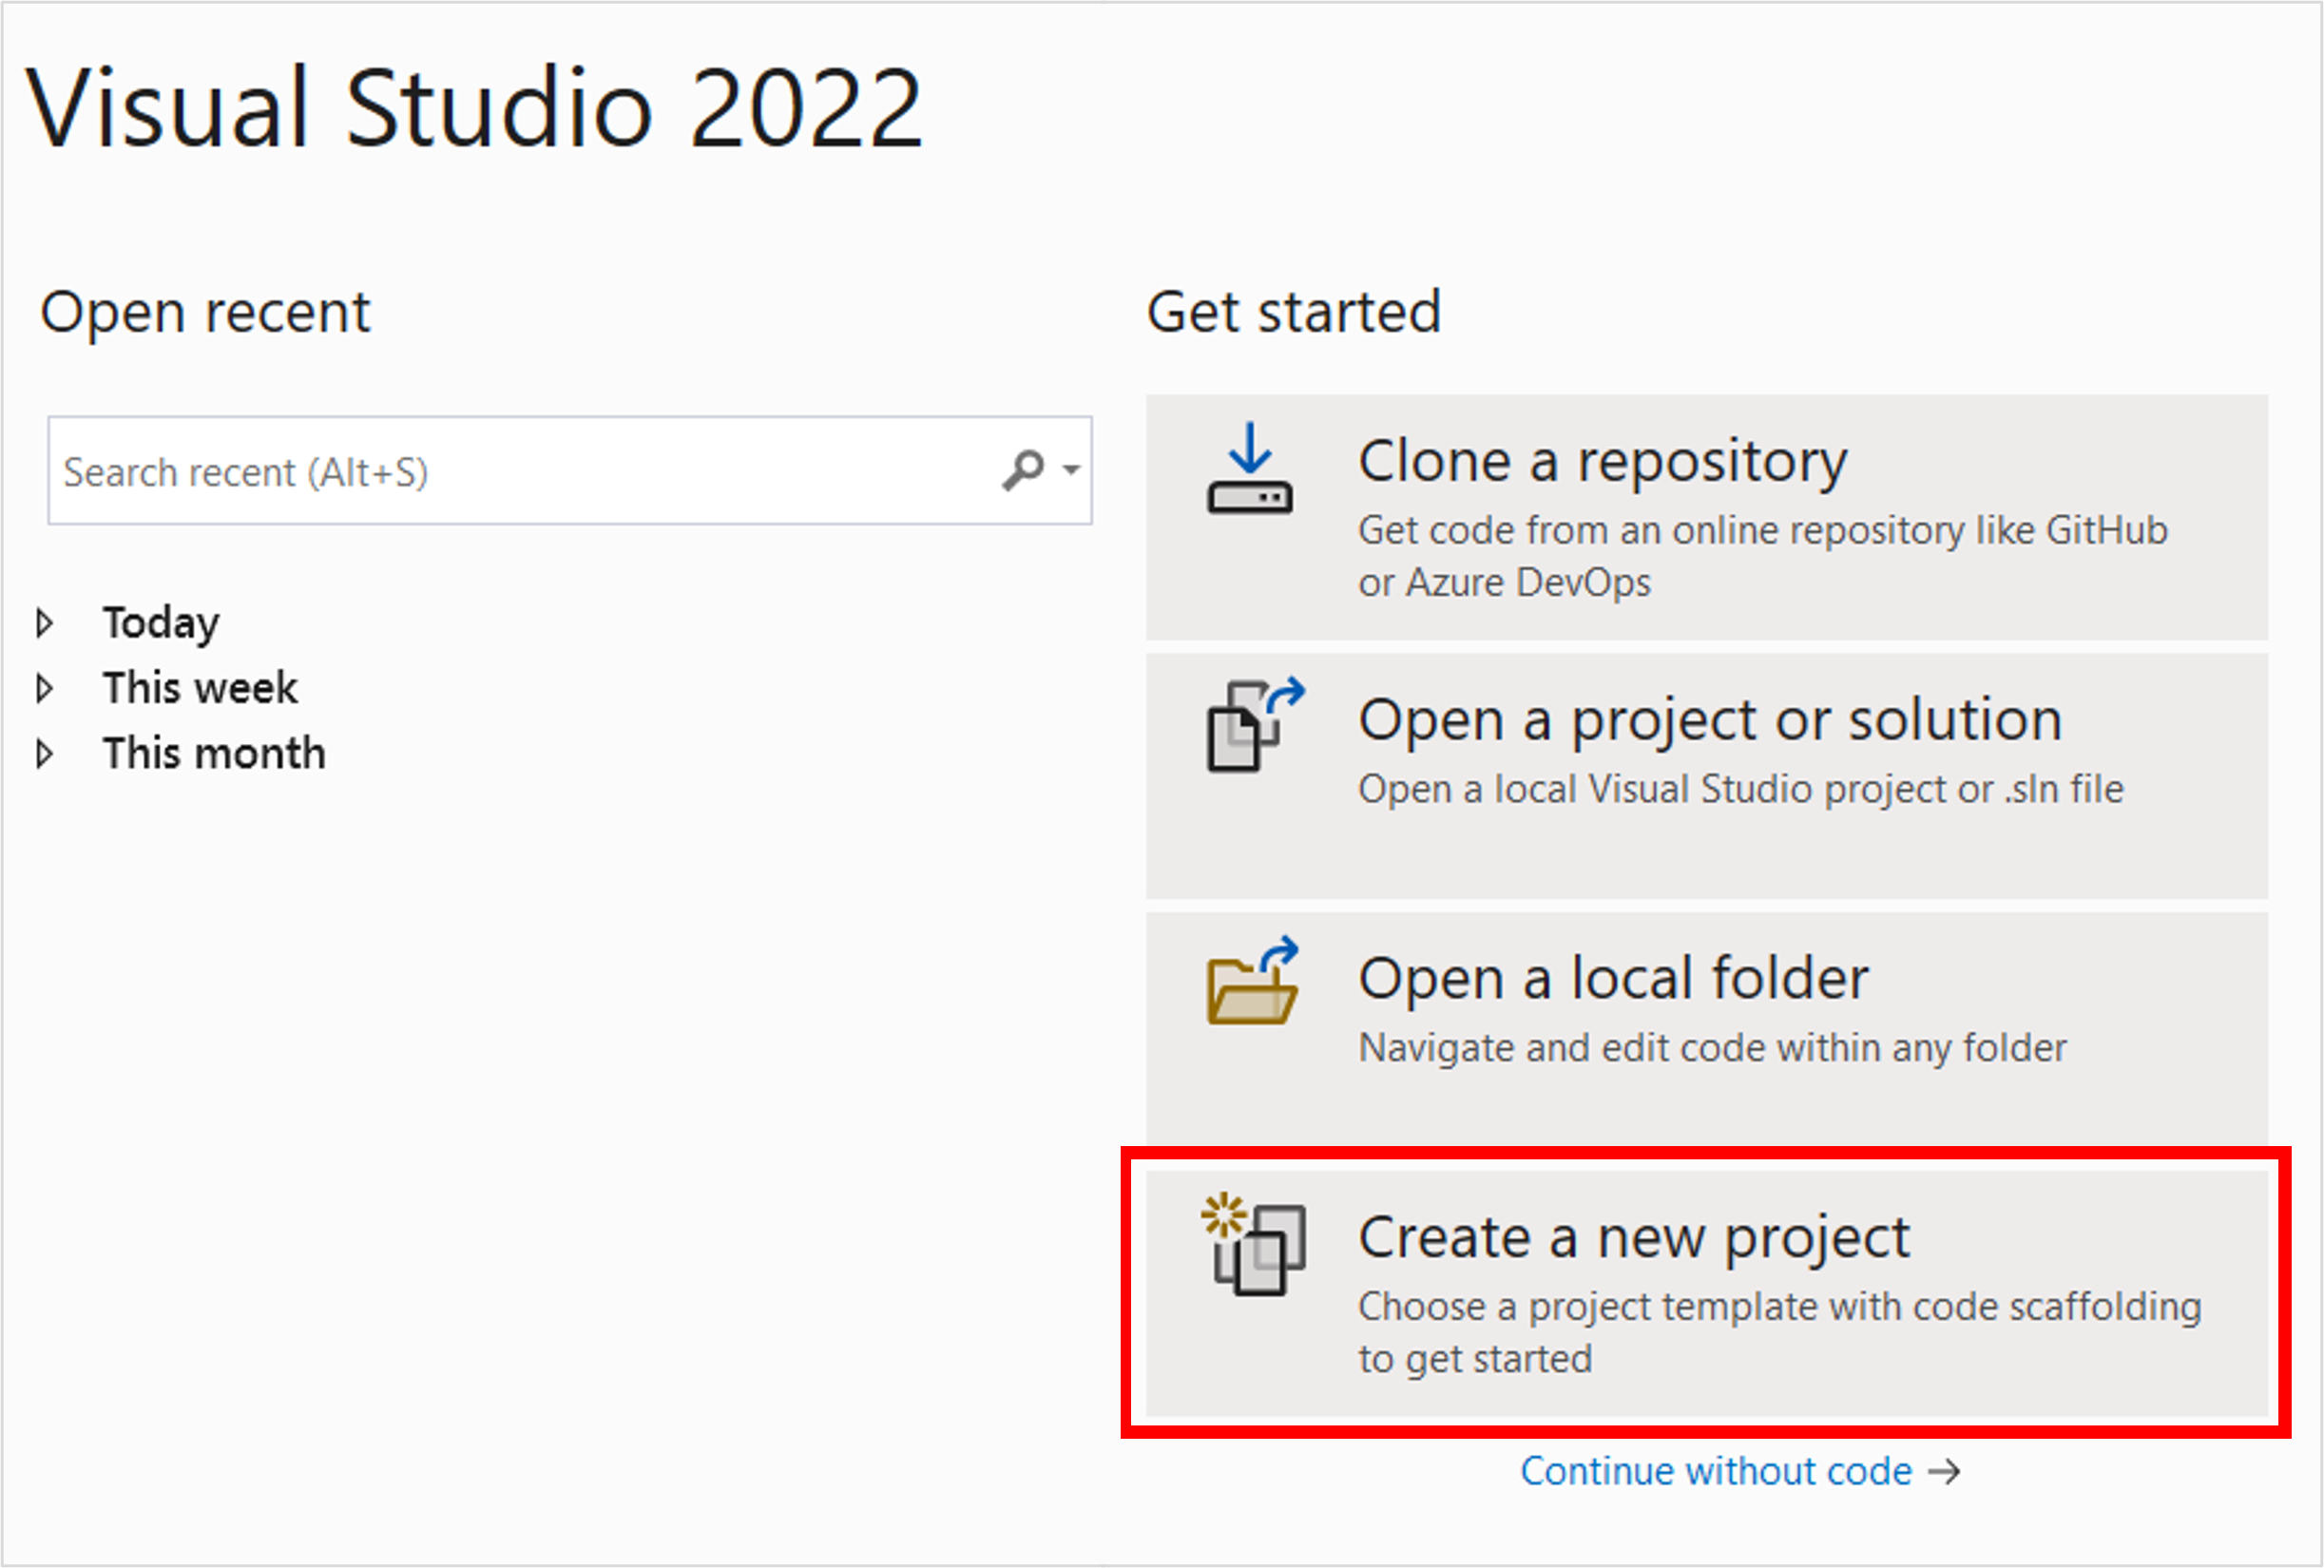 Visual Studio 2022
Open recent
Search recent (Alt+S)
Today
This week
This month
Get started
Clone a repository
Get code from an online repository like GitHub
or Azure DevOps
Open a project or solution
Open a local Visual Studio project or .sln file
Open a local folder
Navigate and edit code within any folder
Create a new project
Choose a project template with code scaffolding
to get started
Continue without code →